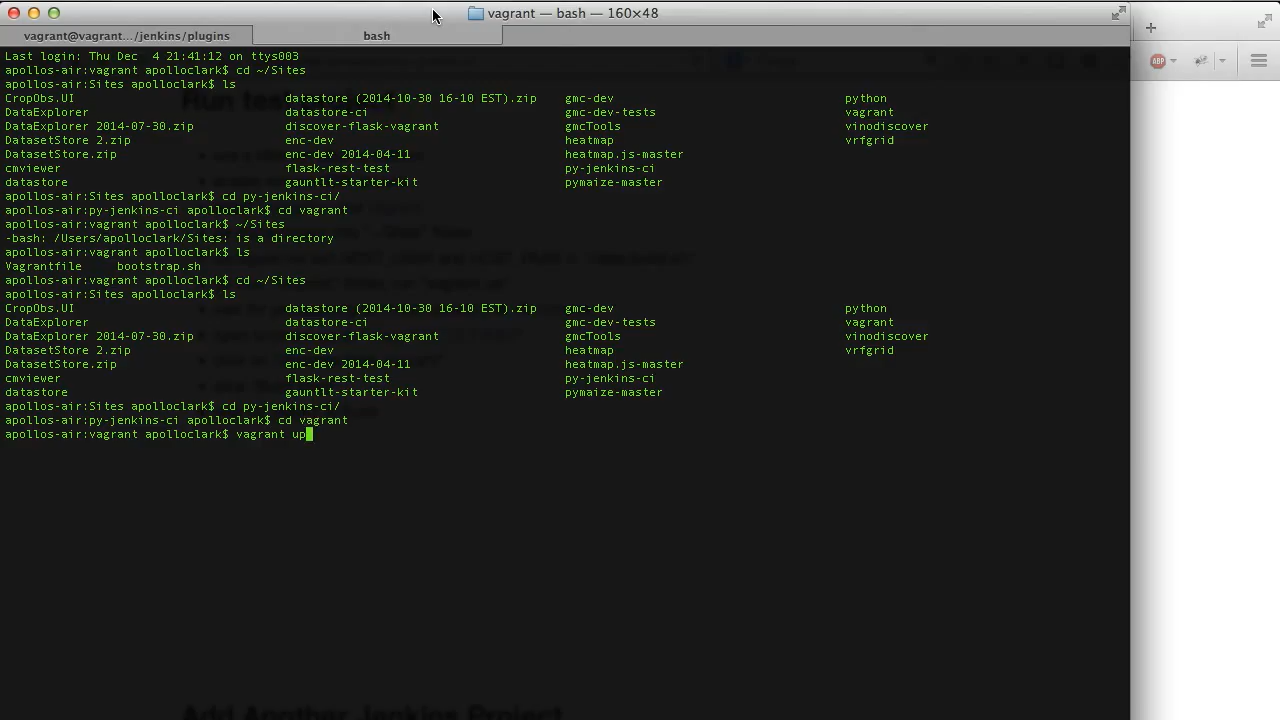 vagrant — bash — 160×48
vagrant@vagrant.../jenkins/plugins bash
Last login: Thu Dec  4 21:41:12 on ttys003
apollos-air:vagrant apolloclark$ cd ~/Sites
apollos-air:Sites apolloclark$ ls
CropObs.UI datastore (2014-10-30 16-10 EST).zip gmc-dev python
DataExplorer datastore-ci gmc-dev-tests vagrant
DataExplorer 2014-07-30.zip discover-flask-vagrant gmcTools vinodiscover
DatasetStore 2.zip enc-dev heatmap vrfgrid
DatasetStore.zip enc-dev 2014-04-11 heatmap.js-master
cmviewer flask-rest-test py-jenkins-ci
datastore gauntlt-starter-kit pymaize-master
apollos-air:Sites apolloclark$ cd py-jenkins-ci/
apollos-air:py-jenkins-ci apolloclark$ cd vagrant
apollos-air:vagrant apolloclark$ ~/Sites
-bash: /Users/apolloclark/Sites: is a directory
apollos-air:vagrant apolloclark$ ls
Vagrantfile bootstrap.sh
apollos-air:vagrant apolloclark$ cd ~/Sites
apollos-air:Sites apolloclark$ ls
CropObs.UI datastore (2014-10-30 16-10 EST).zip gmc-dev python
DataExplorer datastore-ci gmc-dev-tests vagrant
DataExplorer 2014-07-30.zip discover-flask-vagrant gmcTools vinodiscover
DatasetStore 2.zip enc-dev heatmap vrfgrid
DatasetStore.zip enc-dev 2014-04-11 heatmap.js-master
cmviewer flask-rest-test py-jenkins-ci
datastore gauntlt-starter-kit pymaize-master
apollos-air:Sites apolloclark$ cd py-jenkins-ci/
apollos-air:py-jenkins-ci apolloclark$ cd vagrant
apollos-air:vagrant apolloclark$ vagrant up
ABP
Add Another Jenkins Project